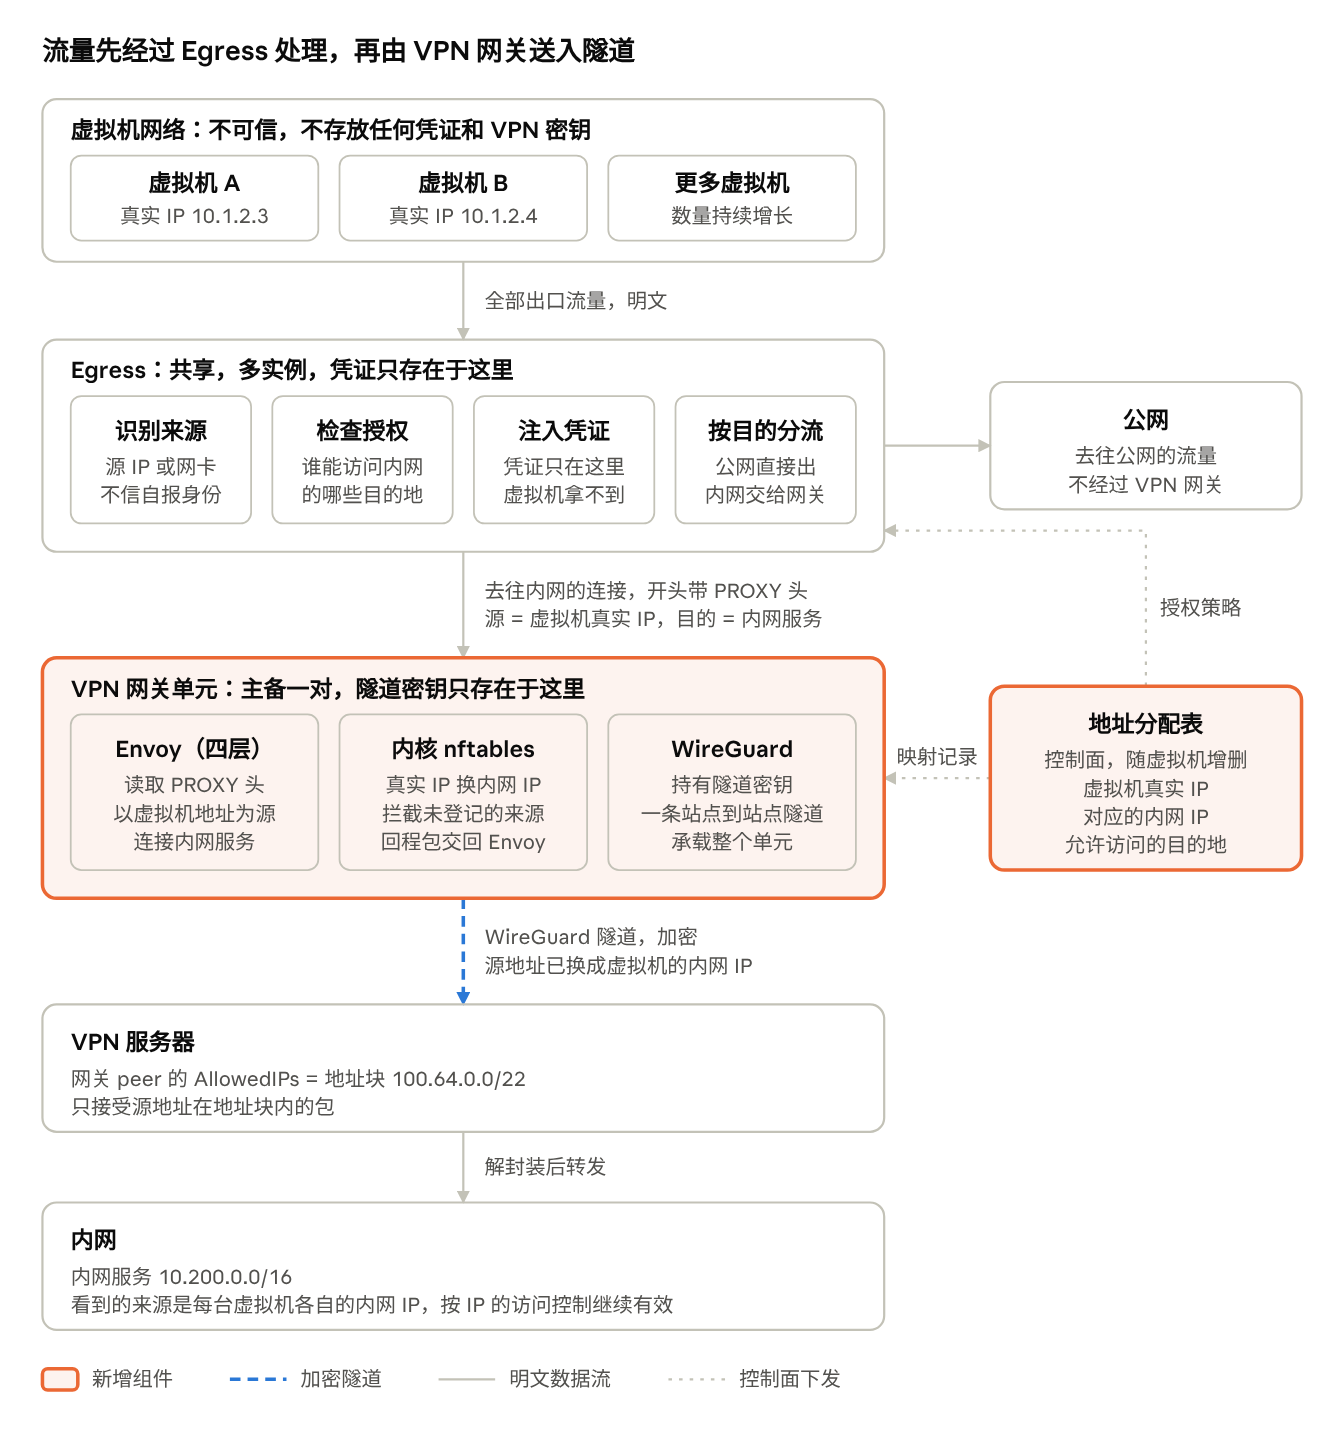 流量先经过 Egress 处理，再由 VPN 网关送入隧道
虚拟机网络：不可信，不存放任何凭证和 VPN 密钥
虚拟机 A
真实 IP 10.1.2.3
虚拟机 B
真实 IP 10.1.2.4
更多虚拟机
数量持续增长
全部出口流量，明文
Egress：共享，多实例，凭证只存在于这里
识别来源
源 IP 或网卡
不信自报身份
检查授权
谁能访问内网
的哪些目的地
注入凭证
凭证只在这里
虚拟机拿不到
按目的分流
公网直接出
内网交给网关
公网
去往公网的流量
不经过 VPN 网关
去往内网的连接，开头带 PROXY 头
源 = 虚拟机真实 IP，目的 = 内网服务
授权策略
VPN 网关单元：主备一对，隧道密钥只存在于这里
Envoy（四层）
读取 PROXY 头
以虚拟机地址为源
连接内网服务
内核 nftables
真实 IP 换内网 IP
拦截未登记的来源
回程包交回 Envoy
WireGuard
持有隧道密钥
一条站点到站点隧道
承载整个单元
映射记录
地址分配表
控制面，随虚拟机增删
虚拟机真实 IP
对应的内网 IP
允许访问的目的地
WireGuard 隧道，加密
源地址已换成虚拟机的内网 IP
VPN 服务器
网关 peer 的 AllowedIPs = 地址块 100.64.0.0/22
只接受源地址在地址块内的包
解封装后转发
内网
内网服务 10.200.0.0/16
看到的来源是每台虚拟机各自的内网 IP，按 IP 的访问控制继续有效
新增组件
加密隧道
明文数据流
控制面下发